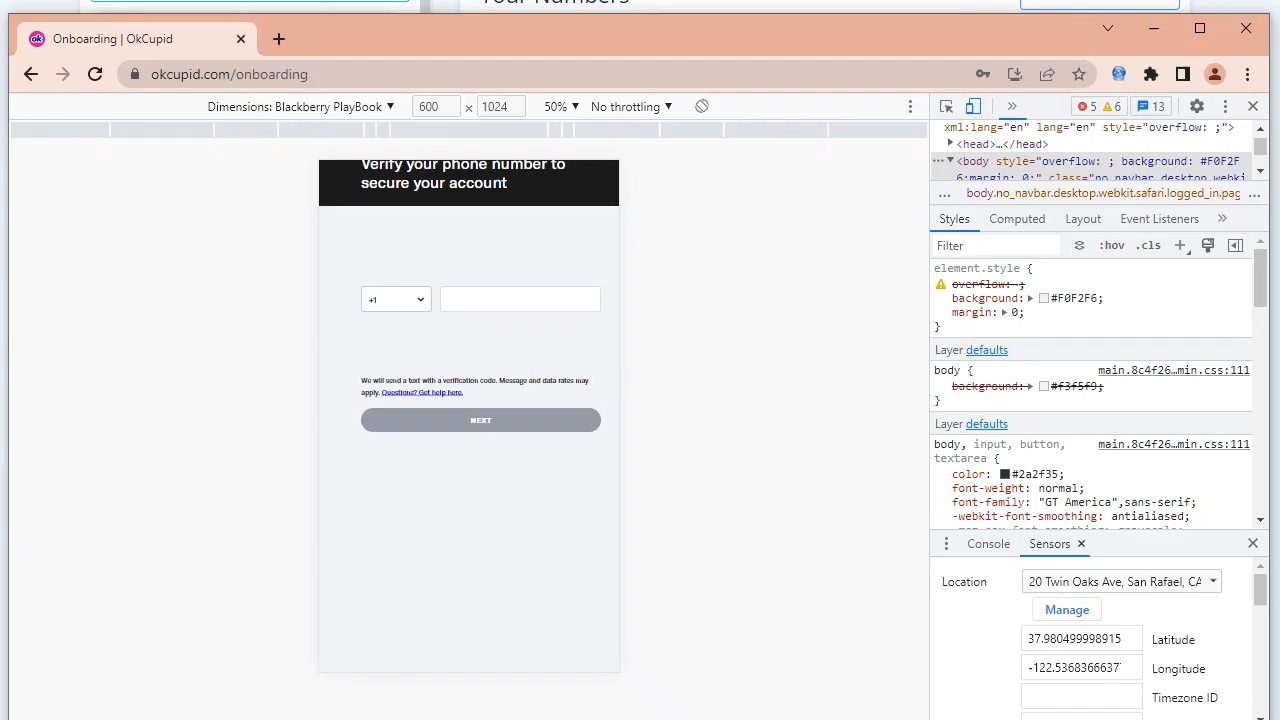 Your Numbers
Onboarding | OkCupid
okcupid.com/onboarding
Dimensions: Blackberry PlayBook ▼ 600 × 1024 50% ▼ No throttling ▼
5 6 13
xml:lang="en" lang="en" style="overflow: ;">
<head>…</head>
<body style="overflow: ; background: #F0F2F
6;margin: 0;" class="no_navbar desktop webki
… body.no_navbar.desktop.webkit.safari.logged_in.pag …
Styles Computed Layout Event Listeners »
Filter :hov .cls
element.style {
overflow: ;
background: #F0F2F6;
margin: 0;
}
Layer defaults
body { main.8c4f26…min.css:111
background: #f3f5f9;
}
Layer defaults
body, input, button, main.8c4f26…min.css:111
textarea {
color: #2a2f35;
font-weight: normal;
font-family: "GT America",sans-serif;
-webkit-font-smoothing: antialiased;
Console Sensors
Location 20 Twin Oaks Ave, San Rafael, CA
Manage
37.980499998915 Latitude
-122.5368366637 Longitude
Timezone ID
Verify your phone number to
secure your account
+1
We will send a text with a verification code. Message and data rates may
apply. Questions? Get help here.
NEXT